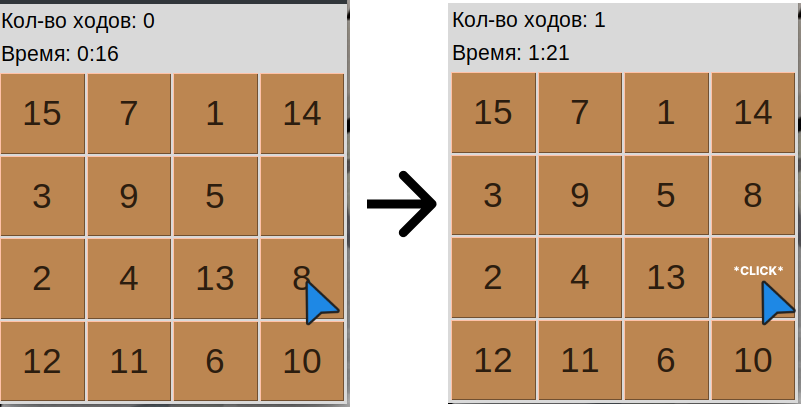 Кол-во ходов: 0
Время: 0:16
15 7 1 14
3 9 5
2 4 13 8
12 11 6 10
Кол-во ходов: 1
Время: 1:21
15 7 1 14
3 9 5 8
2 4 13 *CLICK*
12 11 6 10